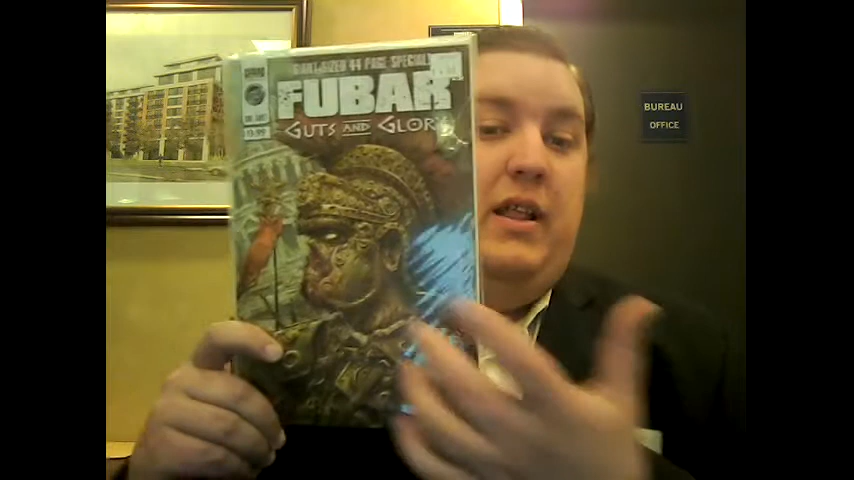 GIANT-SIZED 44 PAGE SPECIAL!
FUBAR
GUTS AND GLORY
$3.99
BUREAU
OFFICE